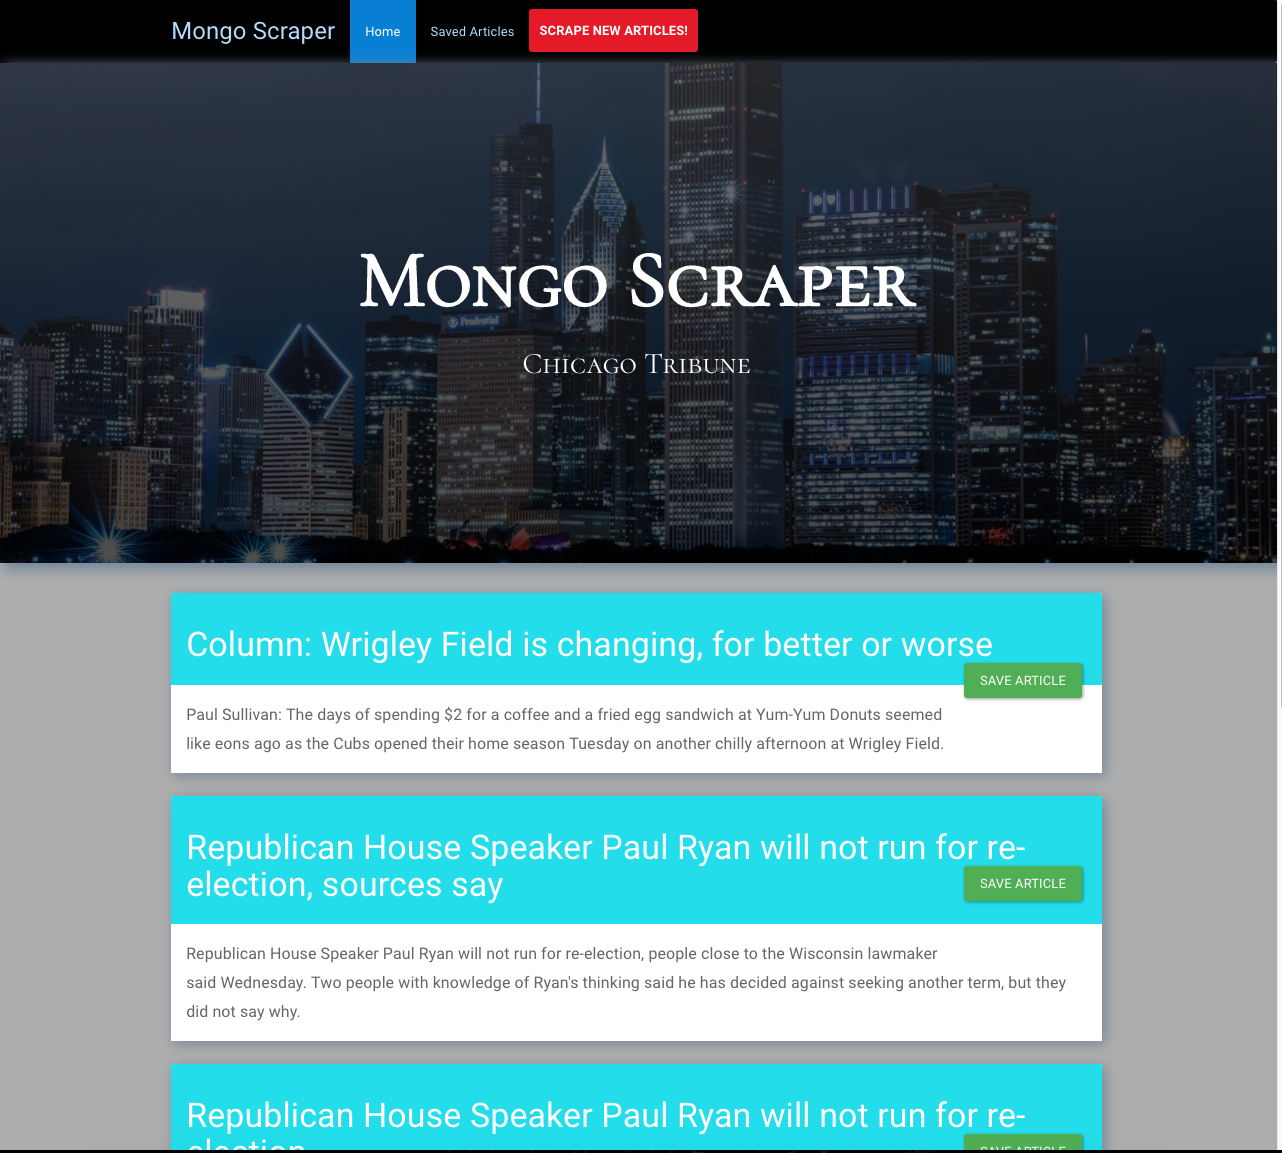 Mongo Scraper
Home
Saved Articles
SCRAPE NEW ARTICLES!
Prudential
Mongo Scraper
Chicago Tribune
Column: Wrigley Field is changing, for better or worse
SAVE ARTICLE
Paul Sullivan: The days of spending $2 for a coffee and a fried egg sandwich at Yum-Yum Donuts seemed
like eons ago as the Cubs opened their home season Tuesday on another chilly afternoon at Wrigley Field.
Republican House Speaker Paul Ryan will not run for re-
election, sources say
SAVE ARTICLE
Republican House Speaker Paul Ryan will not run for re-election, people close to the Wisconsin lawmaker
said Wednesday. Two people with knowledge of Ryan's thinking said he has decided against seeking another term, but they
did not say why.
Republican House Speaker Paul Ryan will not run for re-
election
SAVE ARTICLE